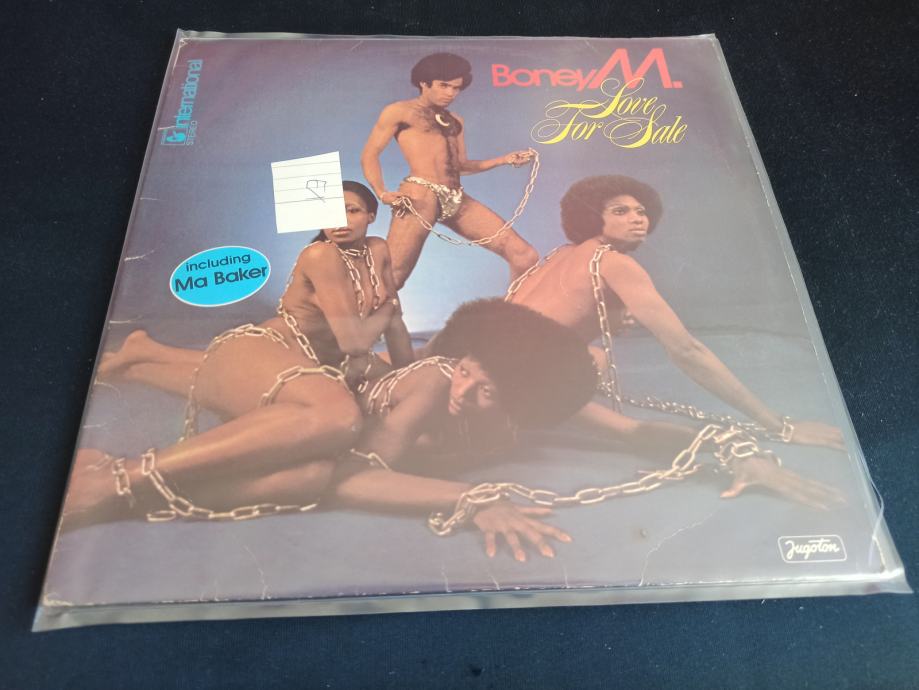 Boney M.
Love
For Sale
International
STEREO
including
Ma Baker
Jugoton